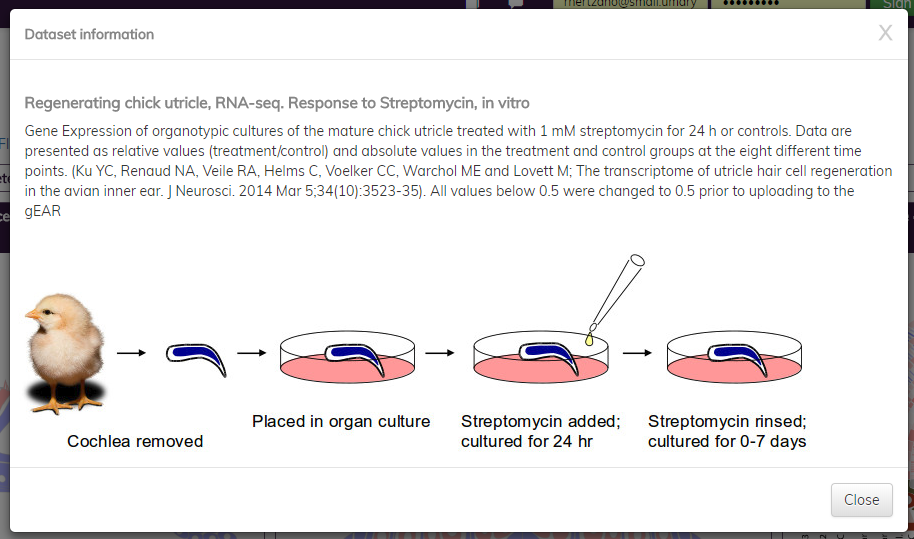 mertzano@small.umary
Sign
Dataset information
X
Regenerating chick utricle, RNA-seq. Response to Streptomycin, in vitro
Gene Expression of organotypic cultures of the mature chick utricle treated with 1 mM streptomycin for 24 h or controls. Data are
presented as relative values (treatment/control) and absolute values in the treatment and control groups at the eight different time
points. (Ku YC, Renaud NA, Veile RA, Helms C, Voelker CC, Warchol ME and Lovett M; The transcriptome of utricle hair cell regeneration
in the avian inner ear. J Neurosci. 2014 Mar 5;34(10):3523-35). All values below 0.5 were changed to 0.5 prior to uploading to the
gEAR
Placed in organ culture
Streptomycin added;
cultured for 24 hr
Streptomycin rinsed;
cultured for 0-7 days
Cochlea removed
Close